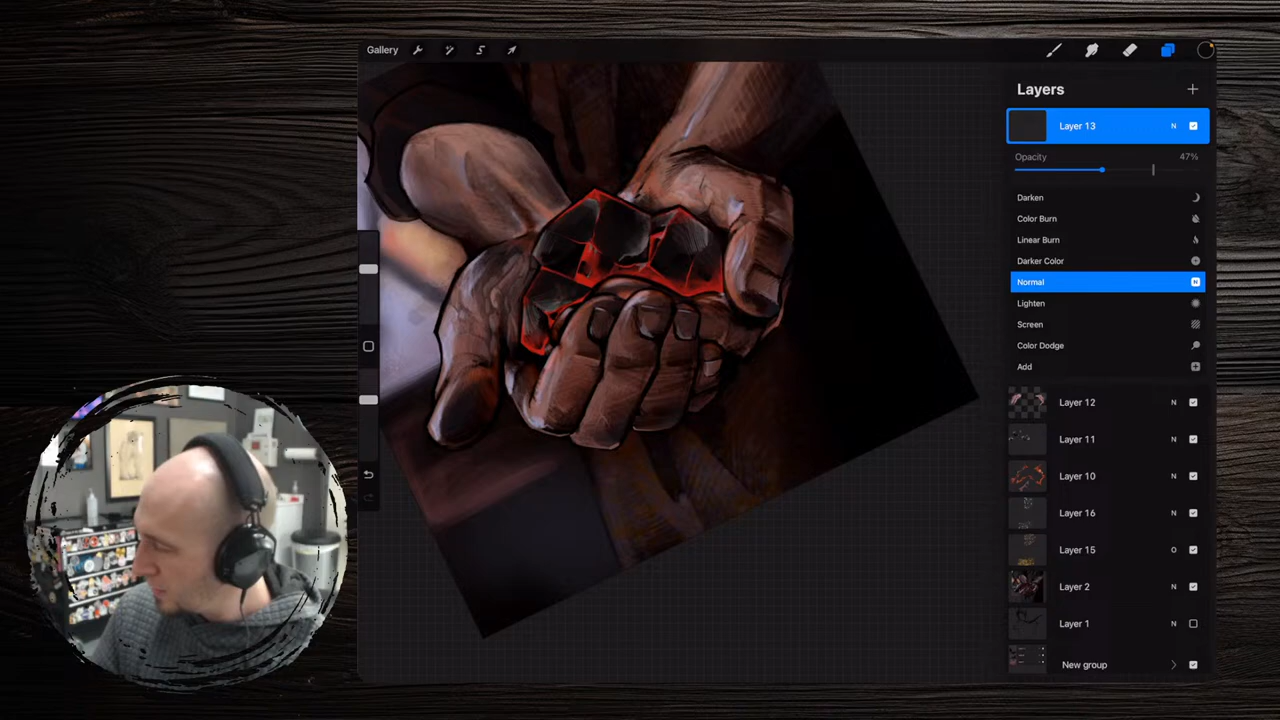 Gallery
Layers
Layer 13 N
Opacity 47%
Darken
Color Burn
Linear Burn
Darker Color
Normal N
Lighten
Screen
Color Dodge
Add
Layer 12 N
Layer 11 N
Layer 10 N
Layer 16 N
Layer 15 O
Layer 2 N
Layer 1 N
New group